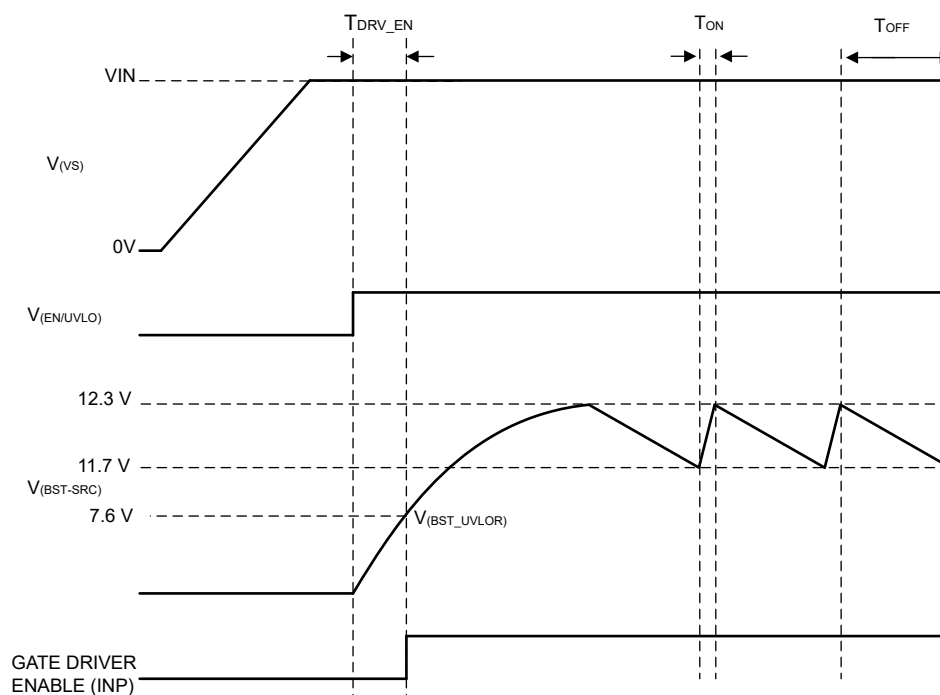 TDRV_EN
TON
TOFF
VIN
V(VS)
0V
V(EN/UVLO)
12.3 V
11.7 V
V(BST-SRC)
7.6 V
V(BST_UVLOR)
GATE DRIVER
ENABLE (INP)